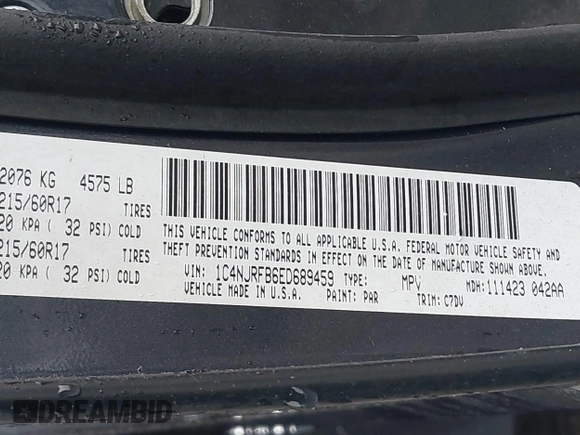 2076 KG 4575 LB
215/60R17 TIRES
20 KPA ( 32 PSI) COLD
215/60R17 TIRES
20 KPA ( 32 PSI) COLD
THIS VEHICLE CONFORMS TO ALL APPLICABLE U.S.A. FEDERAL MOTOR VEHICLE SAFETY AND
THEFT PREVENTION STANDARDS IN EFFECT ON THE DATE OF MANUFACTURE SHOWN ABOVE.
VIN: 1C4NJRFB6ED689459 TYPE: MPV MDH: 111423 042AA
VEHICLE MADE IN U.S.A. PAINT: PAR TRIM: C7DV
DREAMBID